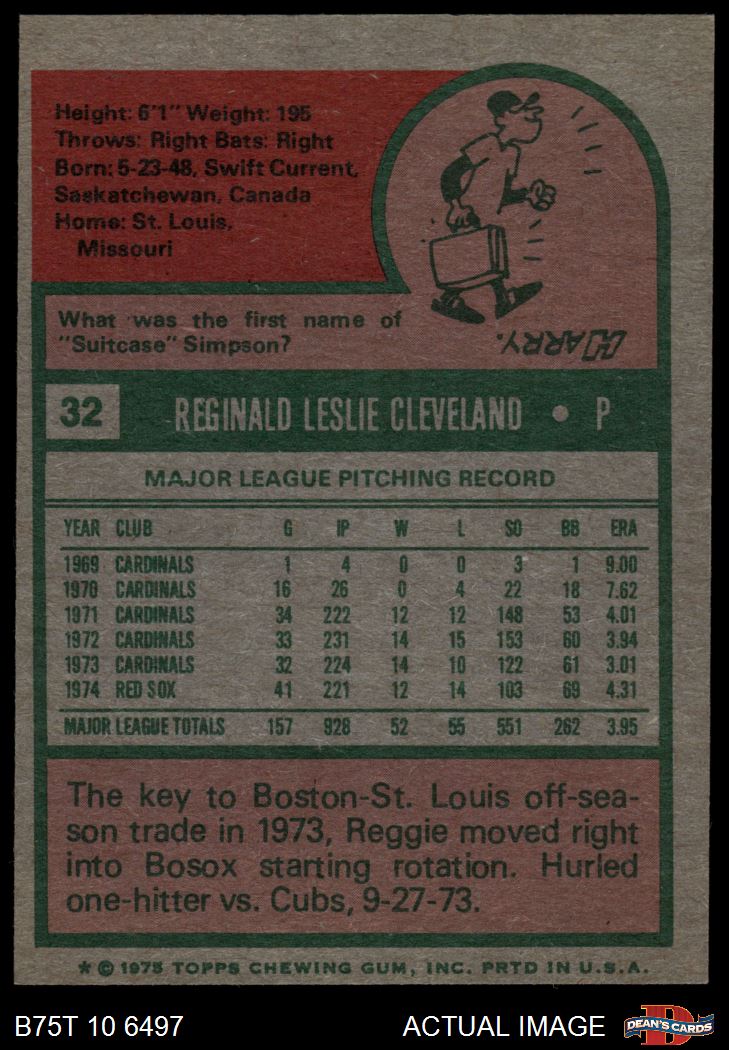 Height: 6'1" Weight: 195
Throws: Right Bats: Right
Born: 5-23-48, Swift Current,
Saskatchewan, Canada
Home: St. Louis,
Missouri
What was the first name of
"Suitcase" Simpson?
HARRY.
32 REGINALD LESLIE CLEVELAND • P
MAJOR LEAGUE PITCHING RECORD
YEAR CLUB G IP W L SO BB ERA
1969 CARDINALS 1 4 0 0 3 1 9.00
1970 CARDINALS 16 26 0 4 22 18 7.62
1971 CARDINALS 34 222 12 12 148 53 4.01
1972 CARDINALS 33 231 14 15 153 60 3.94
1973 CARDINALS 32 224 14 10 122 61 3.01
1974 RED SOX 41 221 12 14 103 69 4.31
MAJOR LEAGUE TOTALS 157 928 52 55 551 262 3.95
The key to Boston-St. Louis off-sea-
son trade in 1973, Reggie moved right
into Bosox starting rotation. Hurled
one-hitter vs. Cubs, 9-27-73.
* © 1975 TOPPS CHEWING GUM, INC. PRTD IN U.S.A.
B75T 10 6497 ACTUAL IMAGE D DEAN'S CARDS